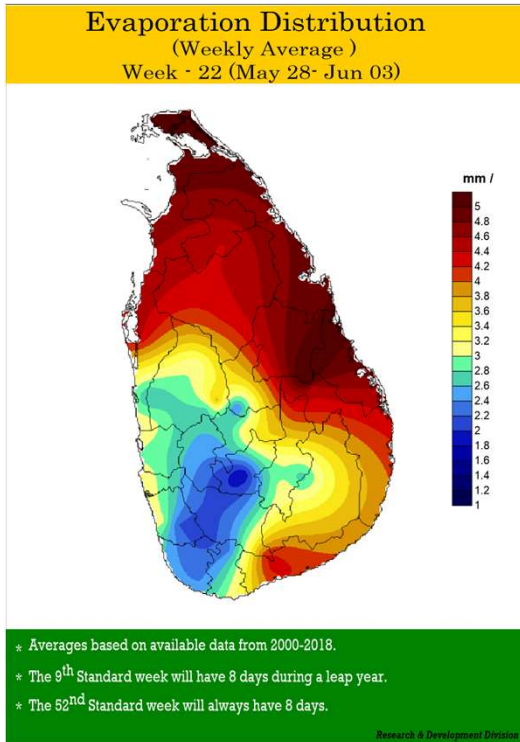 Evaporation Distribution
(Weekly Average )
Week - 22 (May 28- Jun 03)
mm /
5
4.8
4.6
4.4
4.2
4
3.8
3.6
3.4
3.2
3
2.8
2.6
2.4
2.2
2
1.8
1.6
1.4
1.2
1
* Averages based on available data from 2000-2018.
* The 9th Standard week will have 8 days during a leap year.
* The 52nd Standard week will always have 8 days.
Research & Development Division